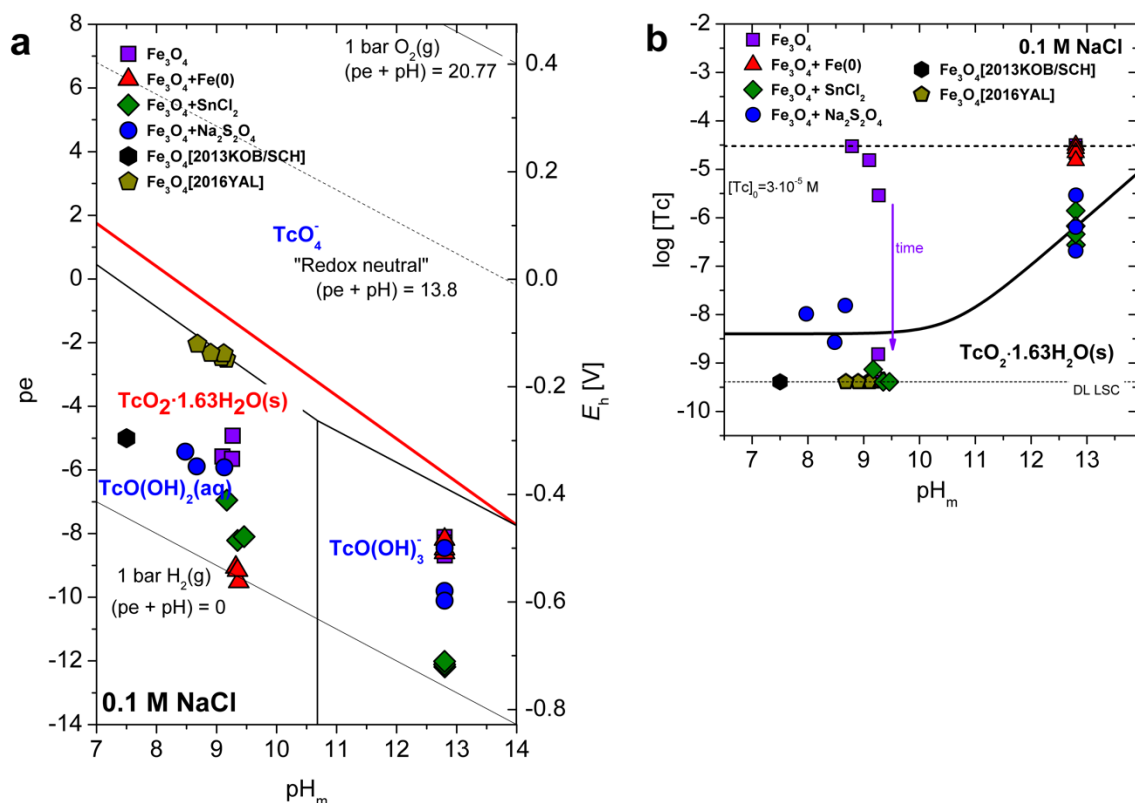 a
8
6
4
2
0
-2
-4
-6
-8
-10
-12
-14
pe
7
8
9
10
11
12
13
14
pHm
0.4
0.2
0.0
-0.2
-0.4
-0.6
-0.8
Eh [V]
Fe3O4
Fe3O4+Fe(0)
Fe3O4+SnCl2
Fe3O4+Na2S2O4
Fe3O4[2013KOB/SCH]
Fe3O4[2016YAL]
1 bar O2(g)
(pe + pH) = 20.77
TcO4-
"Redox neutral"
(pe + pH) = 13.8
TcO2·1.63H2O(s)
TcO(OH)2(aq)
TcO(OH)3-
1 bar H2(g)
(pe + pH) = 0
0.1 M NaCl
b
-2
-3
-4
-5
-6
-7
-8
-9
-10
log [Tc]
7
8
9
10
11
12
13
pHm
0.1 M NaCl
Fe3O4
Fe3O4+ Fe(0)
Fe3O4+ SnCl2
Fe3O4+ Na2S2O4
Fe3O4[2013KOB/SCH]
Fe3O4[2016YAL]
[Tc]0=3·10-5 M
time
TcO2·1.63H2O(s)
DL LSC